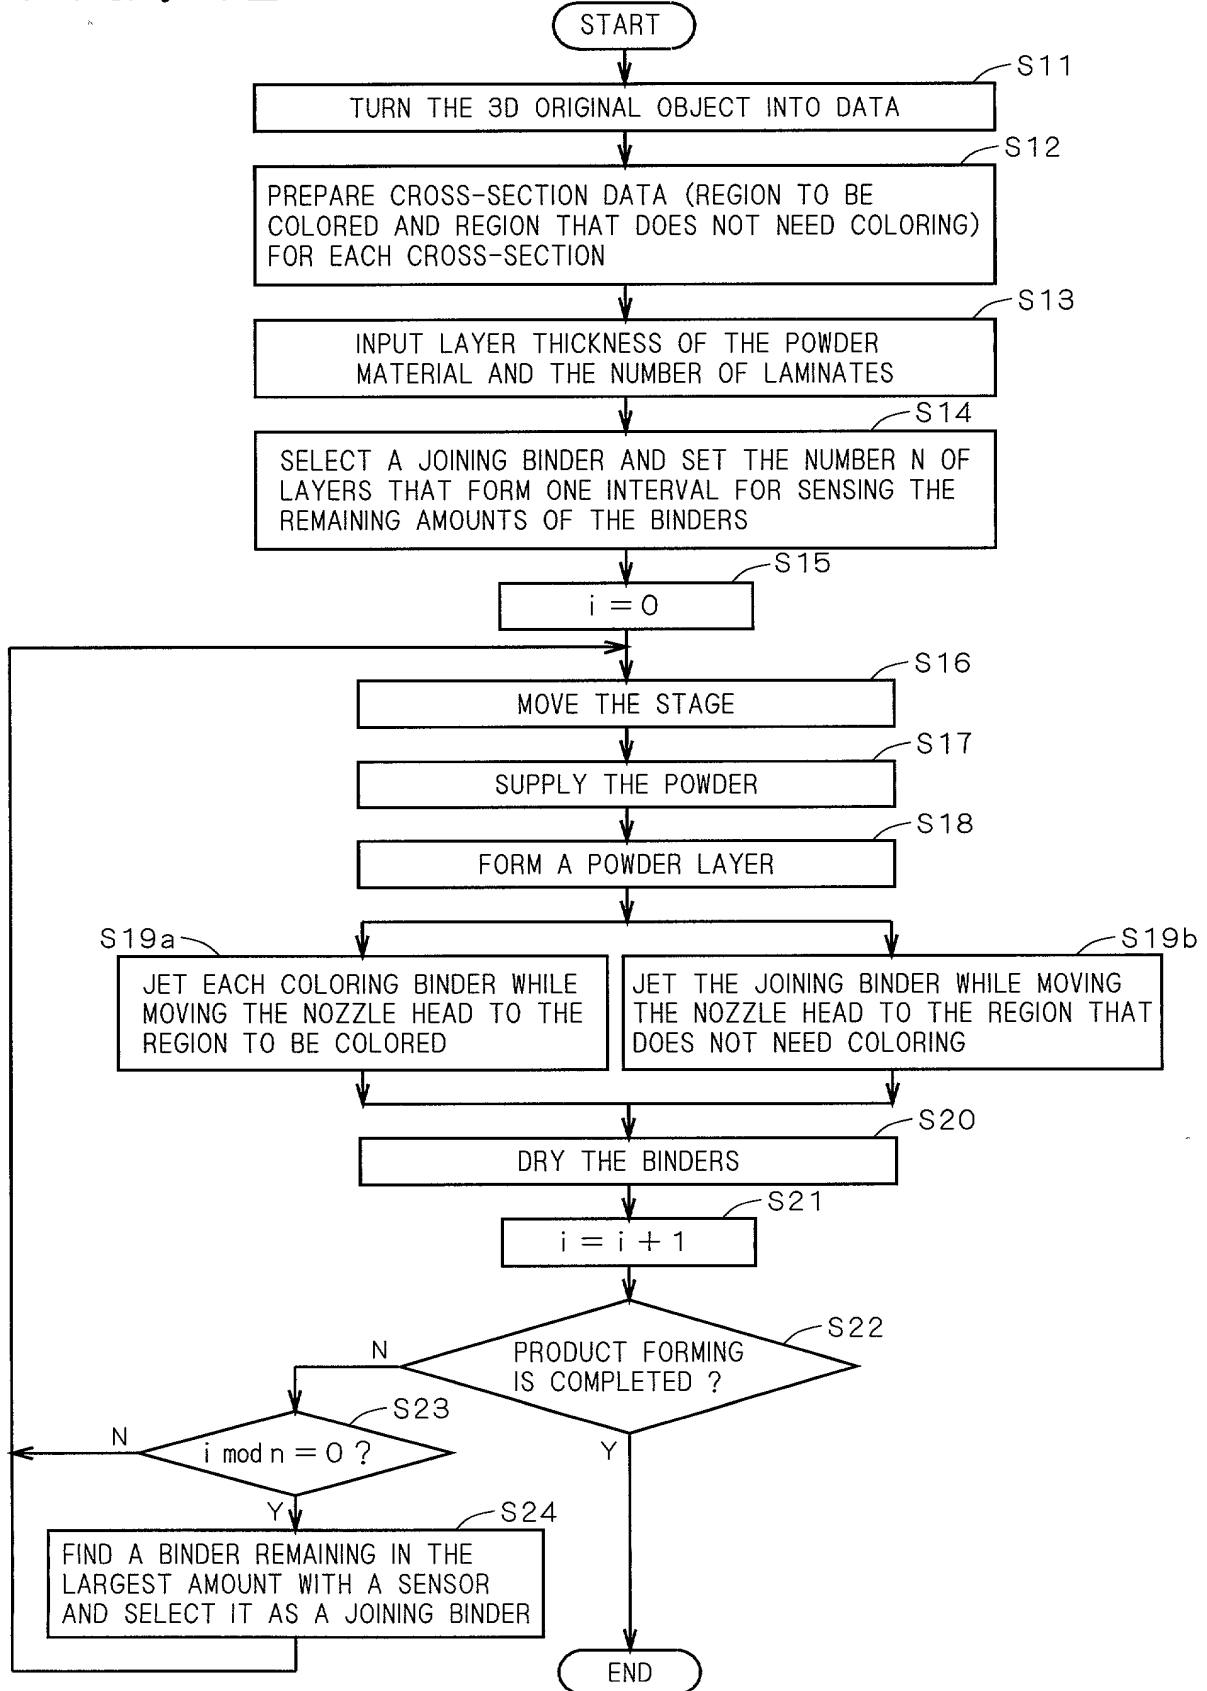 START
S11
TURN THE 3D ORIGINAL OBJECT INTO DATA
S12
PREPARE CROSS-SECTION DATA (REGION TO BE
COLORED AND REGION THAT DOES NOT NEED COLORING)
FOR EACH CROSS-SECTION
S13
INPUT LAYER THICKNESS OF THE POWDER
MATERIAL AND THE NUMBER OF LAMINATES
S14
SELECT A JOINING BINDER AND SET THE NUMBER N OF
LAYERS THAT FORM ONE INTERVAL FOR SENSING THE
REMAINING AMOUNTS OF THE BINDERS
S15
i = 0
S16
MOVE THE STAGE
S17
SUPPLY THE POWDER
S18
FORM A POWDER LAYER
S19a
JET EACH COLORING BINDER WHILE
MOVING THE NOZZLE HEAD TO THE
REGION TO BE COLORED
S19b
JET THE JOINING BINDER WHILE MOVING
THE NOZZLE HEAD TO THE REGION THAT
DOES NOT NEED COLORING
S20
DRY THE BINDERS
S21
i = i + 1
S22
PRODUCT FORMING
IS COMPLETED ?
N
Y
S23
i mod n = 0 ?
N
Y
S24
FIND A BINDER REMAINING IN THE
LARGEST AMOUNT WITH A SENSOR
AND SELECT IT AS A JOINING BINDER
END